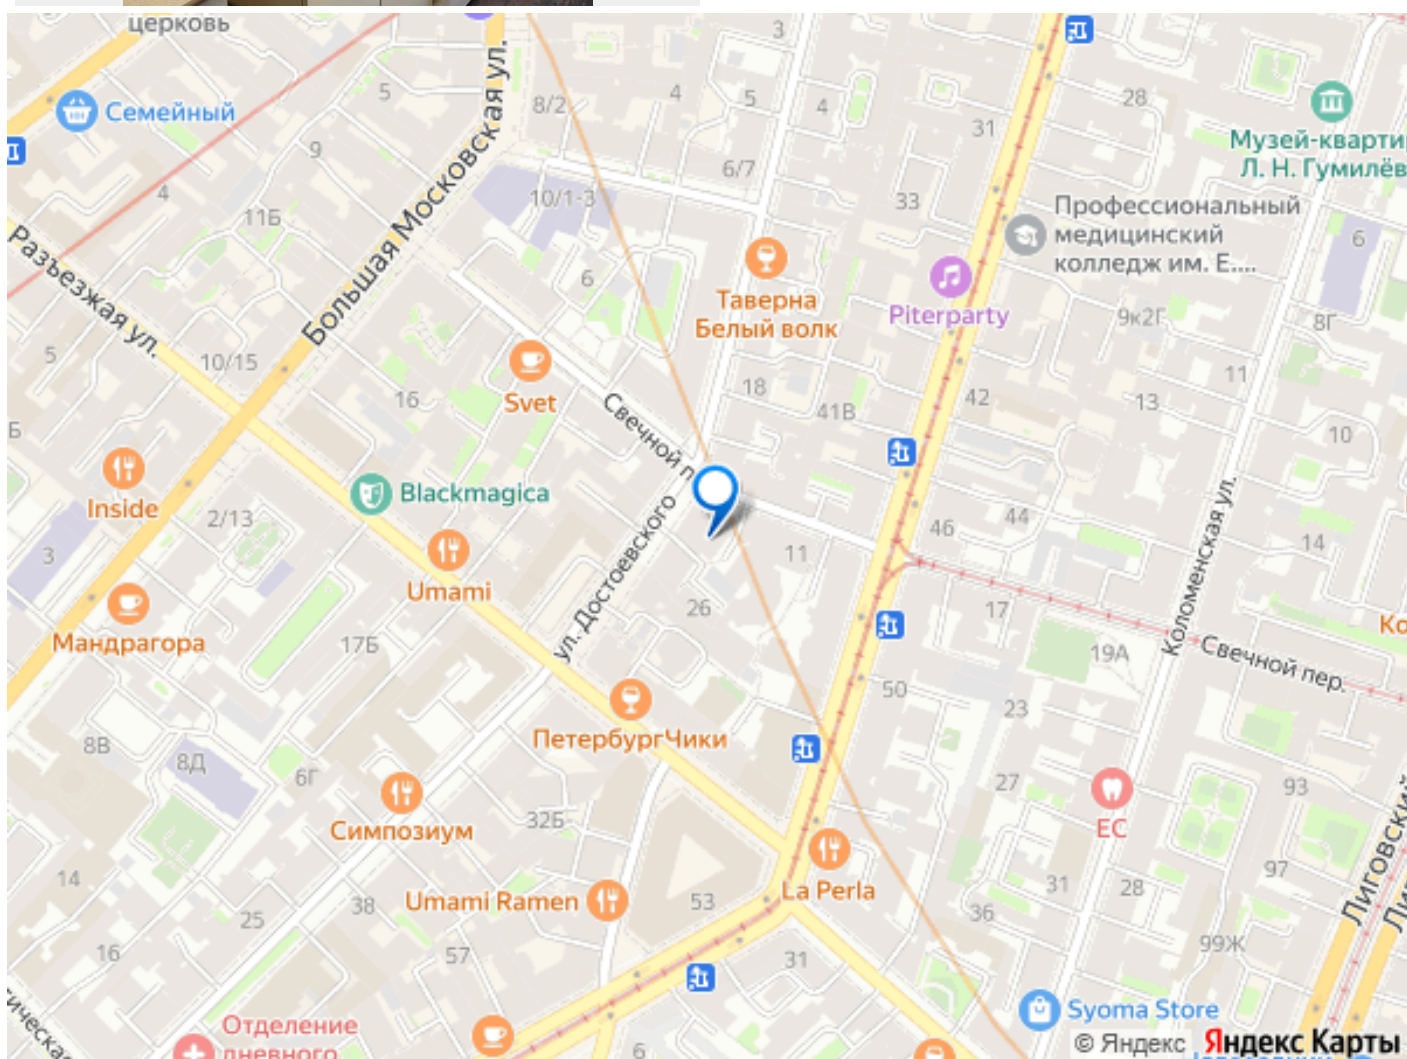 церковь
3
5
8/2
4
5
4
28
Семейный
31
Музей-кварти
Л. Н. Гумилёв
9
Большая Московская ул.
6/7
4
10/1-3
33
11Б
Профессиональный
медицинский
колледж им. Е....
6
Разъезжая ул.
6
Таверна
Белый волк
Piterparty
9к2Г
8Г
5
10/15
Svet
16
Свечной п
18
41В
42
11
13
10
Б
Inside
Blackmagica
2/13
46
44
14
3
Umami
ул. Достоевского
11
Коломенская ул.
Мандрагора
26
17
Ко
17Б
19А
Свечной пер.
50
23
8В
8Д
6Г
ПетербургЧики
27
93
Симпозиум
32Б
ЕС
Лиговский
Ли
14
25
38
Umami Ramen
53
La Perla
31
28
97
36
16
57
31
99Ж
тическая
Отделение
дневного
6
Syoma Store
© Яндекс Яндекс Карты